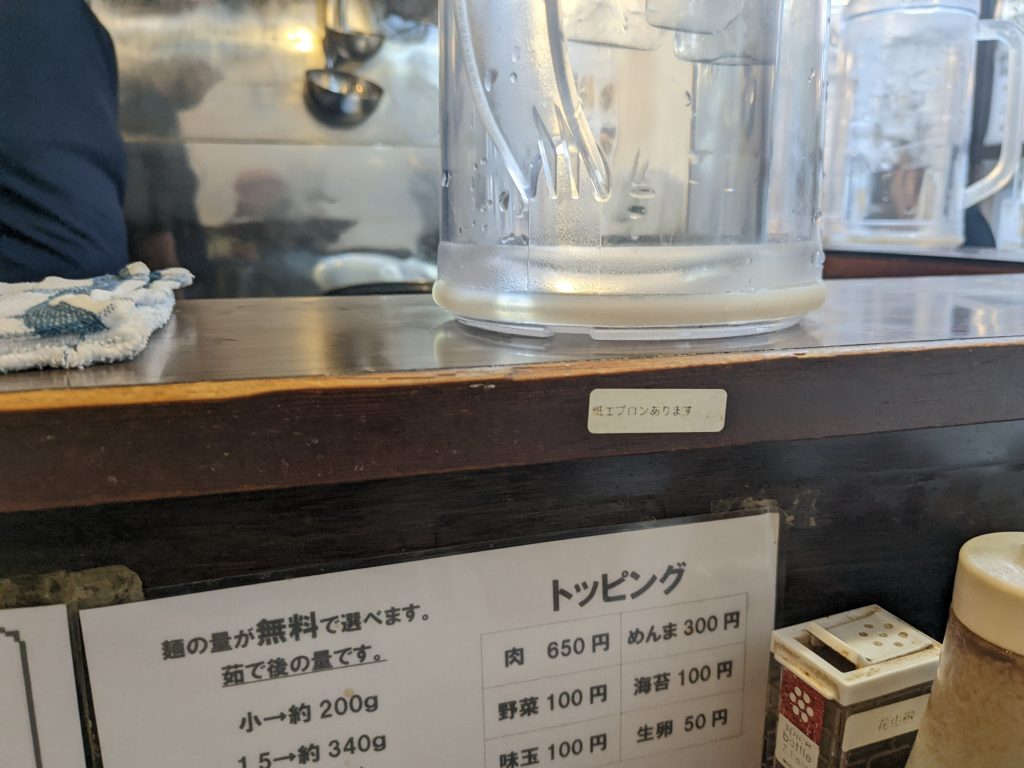 紙エプロンあります
麺の量が無料で選べます。
茹で後の量です。
小→約 200g
1.5→約 340g
トッピング
肉 650円 めんま 300円
野菜 100円 海苔 100円
味玉 100円 生卵 50円
花山椒